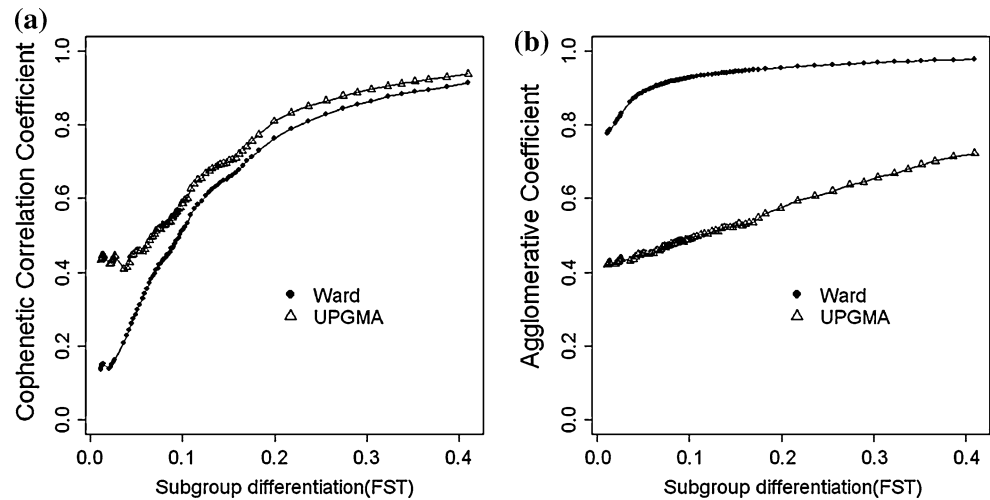 (a)
Cophenetic Correlation Coefficient
1.0
0.8
0.6
0.4
0.2
0.0
Ward
UPGMA
0.0 0.1 0.2 0.3 0.4
Subgroup differentiation(FST)
(b)
Agglomerative Coefficient
1.0
0.8
0.6
0.4
0.2
0.0
Ward
UPGMA
0.0 0.1 0.2 0.3 0.4
Subgroup differentiation(FST)